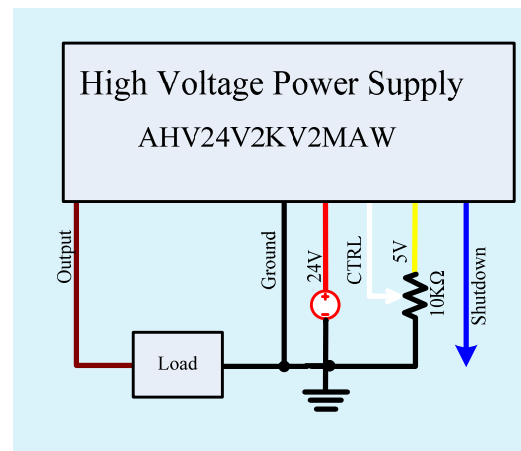 High Voltage Power Supply
AHV24V2KV2MAW
Output
Ground
24V
CTRL
5V
10KΩ
Shutdown
Load